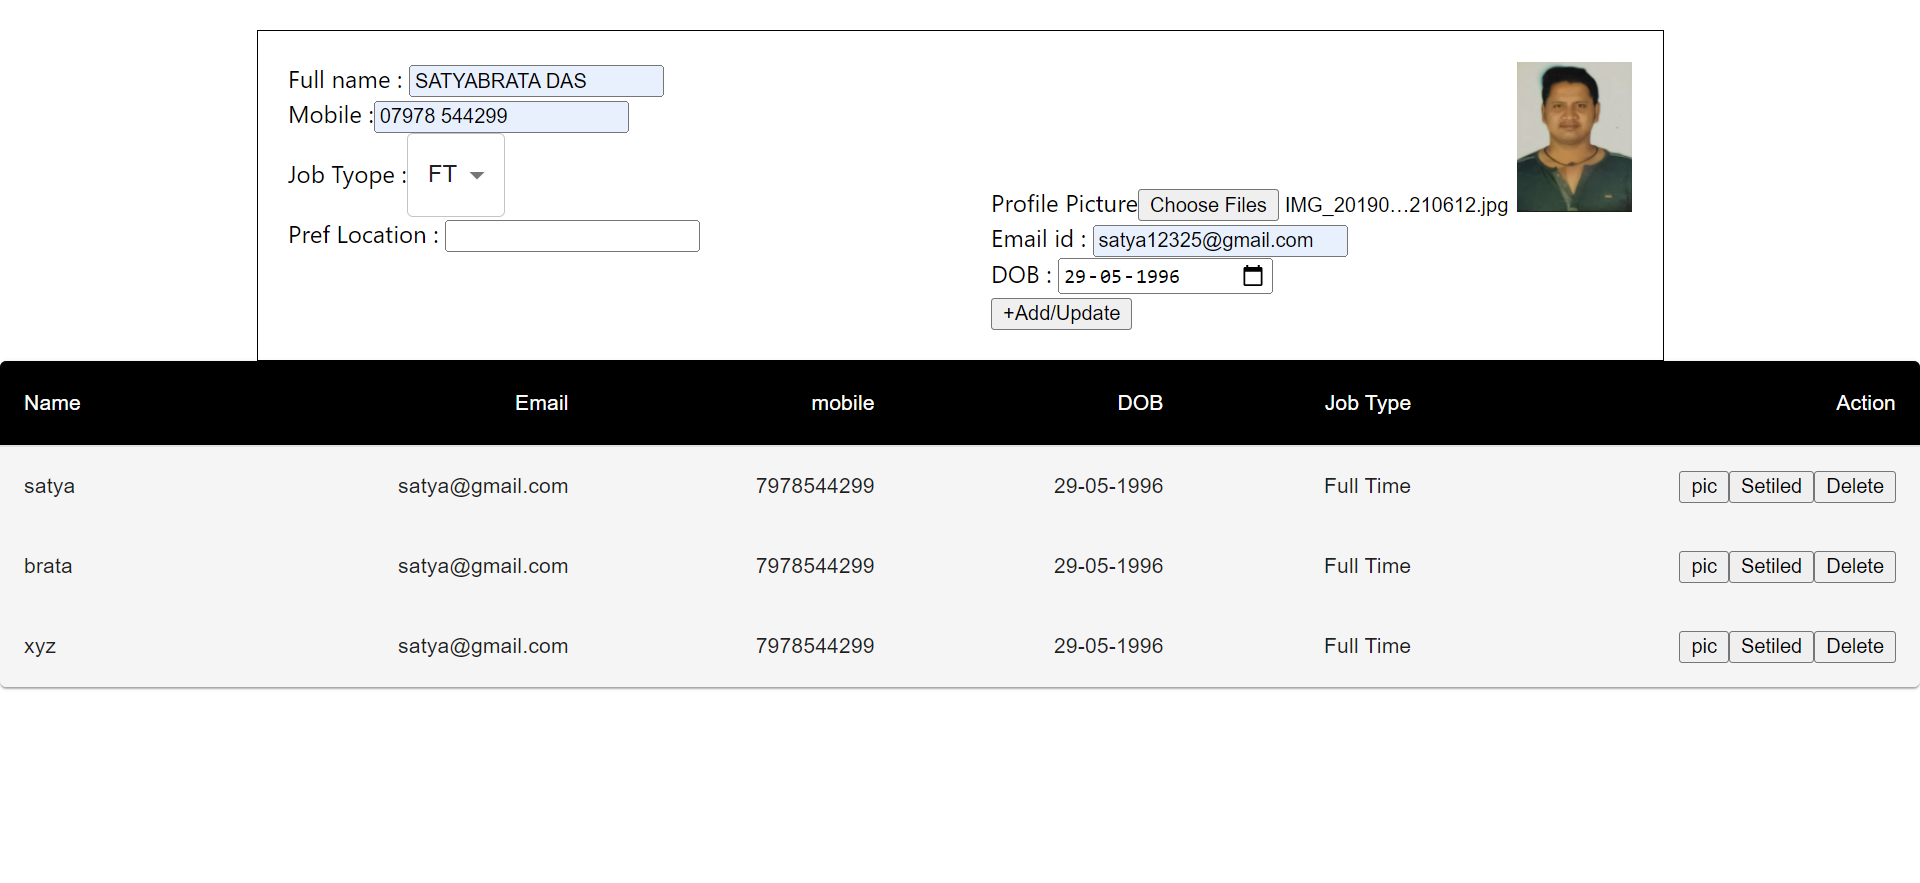 Full name : SATYABRATA DAS
Mobile : 07978 544299
Job Tyope : FT
Pref Location :
Profile Picture Choose Files IMG_20190...210612.jpg
Email id : satya12325@gmail.com
DOB : 29-05-1996
+Add/Update
Name Email mobile DOB Job Type Action
satya satya@gmail.com 7978544299 29-05-1996 Full Time pic Setiled Delete
brata satya@gmail.com 7978544299 29-05-1996 Full Time pic Setiled Delete
xyz satya@gmail.com 7978544299 29-05-1996 Full Time pic Setiled Delete